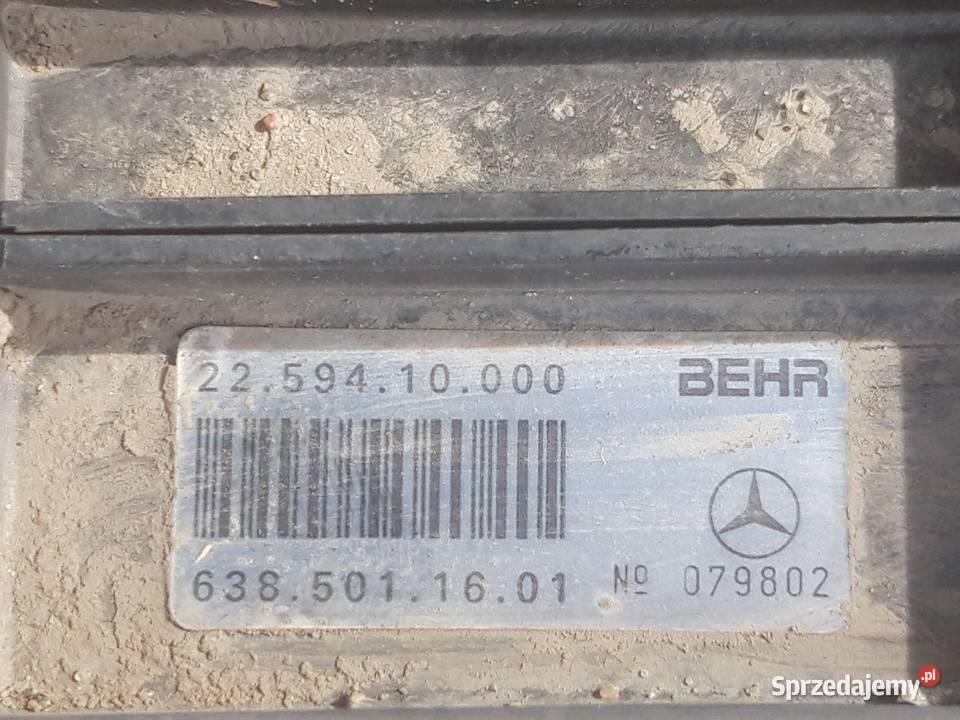 22.594.10.000 BEHR
638.501.16.01 Nº 079802
Sprzedajemy.pl